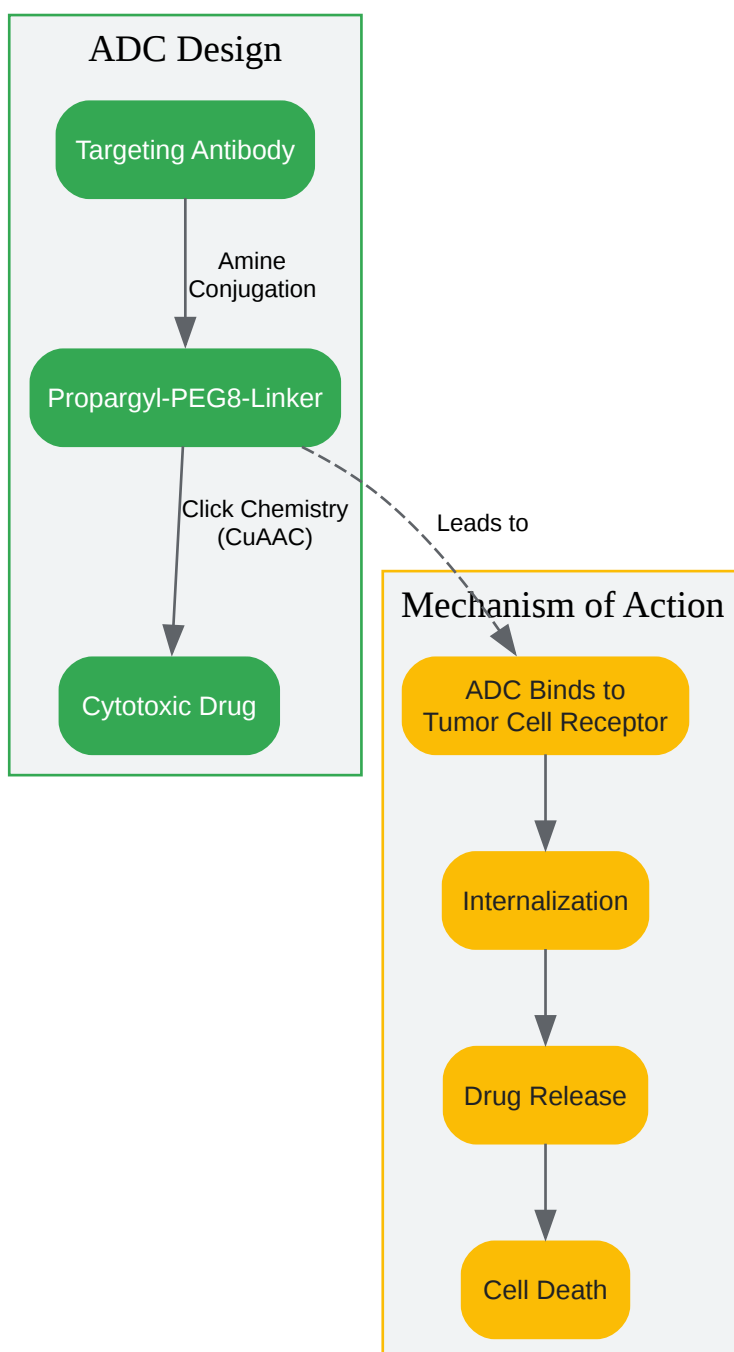 ADC Design
Targeting Antibody
Amine
Conjugation
Propargyl-PEG8-Linker
Click Chemistry
(CuAAC)
Cytotoxic Drug
Leads to
Mechanism of Action
ADC Binds to
Tumor Cell Receptor
Internalization
Drug Release
Cell Death